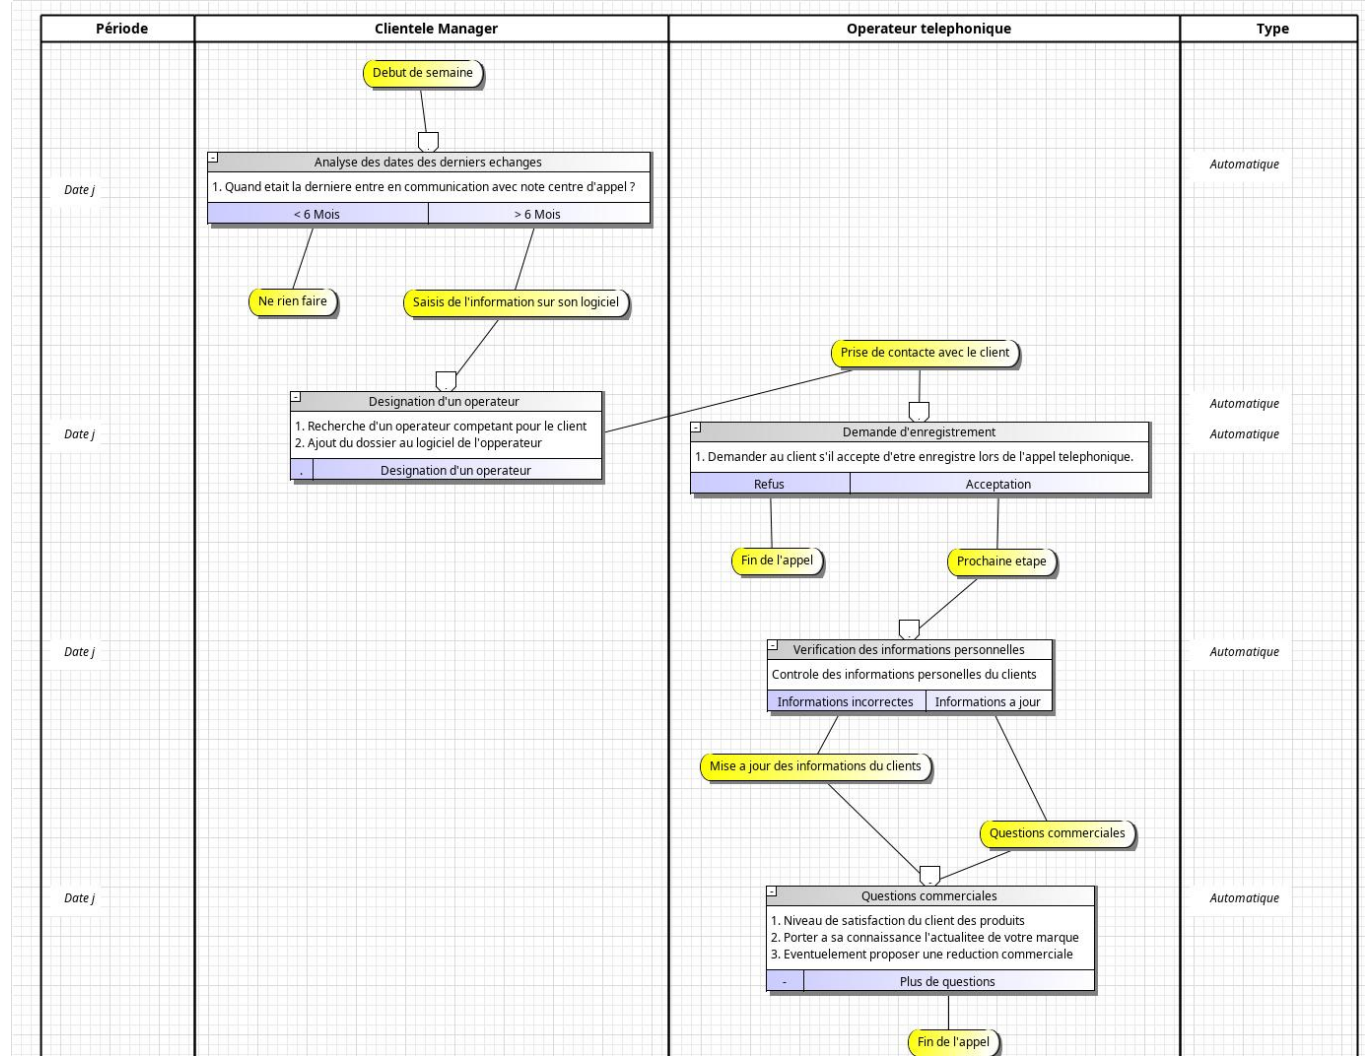 Période
Clientele Manager
Operateur telephonique
Type
Debut de semaine
Analyse des dates des derniers echanges
Automatique
Date j
1. Quand etait la derniere entre en communication avec note centre d'appel ?
< 6 Mois
> 6 Mois
Ne rien faire
Saisis de l'information sur son logiciel
Prise de contacte avec le client
Designation d'un operateur
Automatique
1. Recherche d'un operateur competant pour le client
2. Ajout du dossier au logiciel de l'opperateur
. Designation d'un operateur
Date j
Demande d'enregistrement
Automatique
1. Demander au client s'il accepte d'etre enregistre lors de l'appel telephonique.
Refus
Acceptation
Fin de l'appel
Prochaine etape
Date j
Verification des informations personnelles
Automatique
Controle des informations personelles du clients
Informations incorrectes
Informations a jour
Mise a jour des informations du clients
Questions commerciales
Date j
Questions commerciales
Automatique
1. Niveau de satisfaction du client des produits
2. Porter a sa connaissance l'actualitee de votre marque
3. Eventuelement proposer une reduction commerciale
- Plus de questions
Fin de l'appel